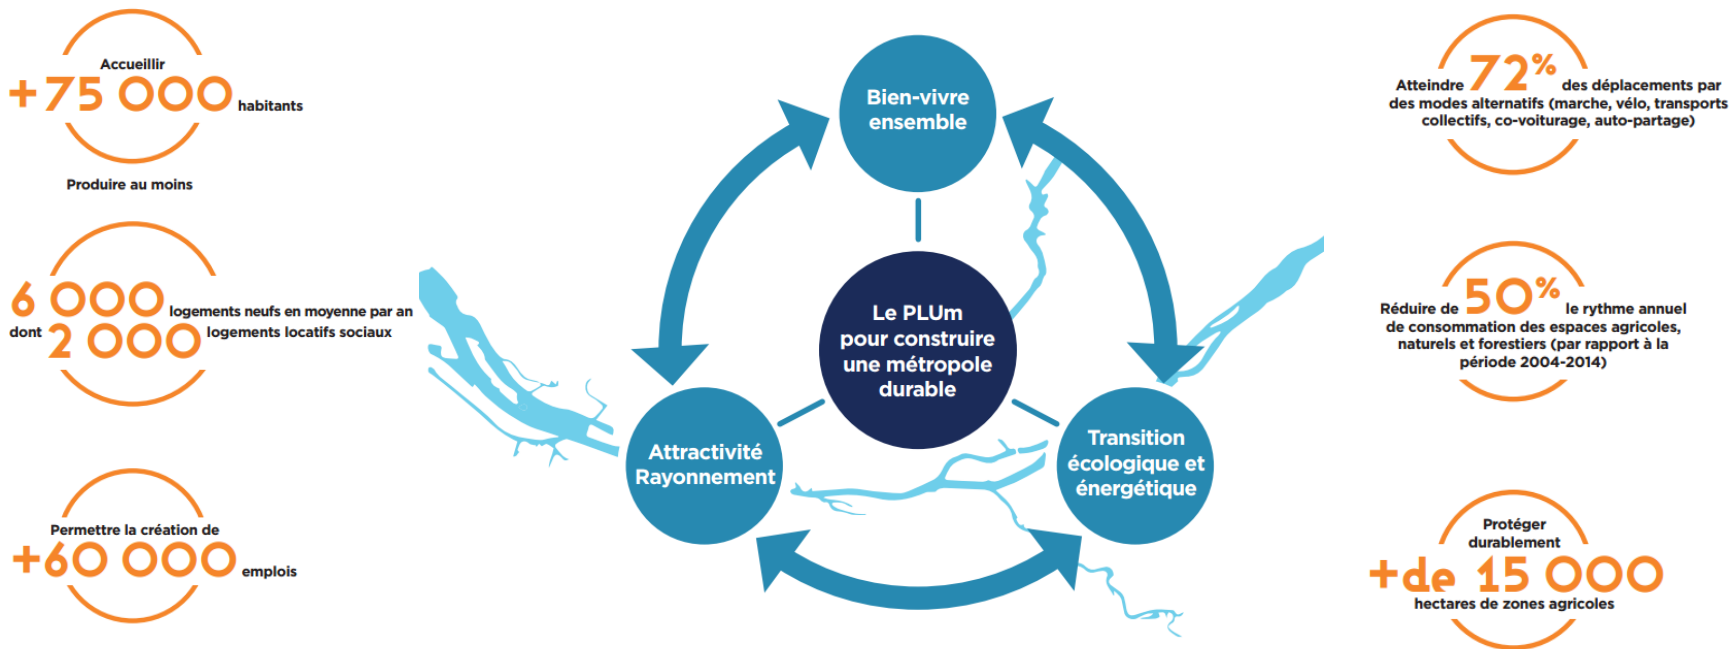 Accueillir
+75 000 habitants
Produire au moins
6 000 logements neufs en moyenne par an
dont 2 000 logements locatifs sociaux
Permettre la création de
+60 000 emplois
Bien-vivre
ensemble
Le PLUm
pour construire
une métropole
durable
Attractivité
Rayonnement
Transition
écologique et
énergétique
Atteindre 72% des déplacements par
des modes alternatifs (marche, vélo, transports
collectifs, co-voiturage, auto-partage)
Réduire de 50% le rythme annuel
de consommation des espaces agricoles,
naturels et forestiers (par rapport à la
période 2004-2014)
Protéger
durablement
+de 15 000
hectares de zones agricoles